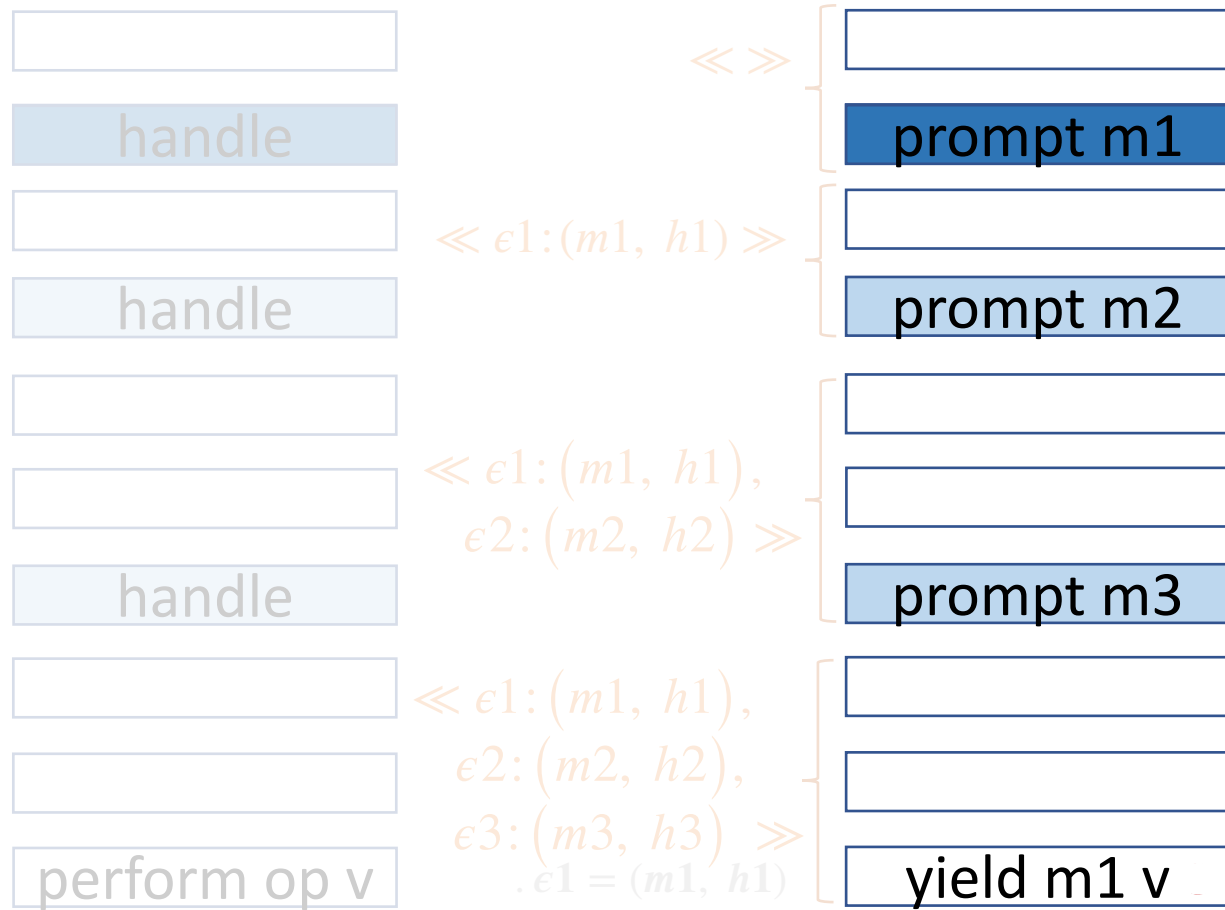 ≪ ≫
handle prompt m1
≪ ϵ1:(m1, h1) ≫
handle prompt m2
≪ ϵ1:(m1, h1),
ϵ2:(m2, h2) ≫
handle prompt m3
≪ ϵ1:(m1, h1),
ϵ2:(m2, h2),
ϵ3:(m3, h3) ≫
perform op v . ϵ1 = (m1, h1) yield m1 v